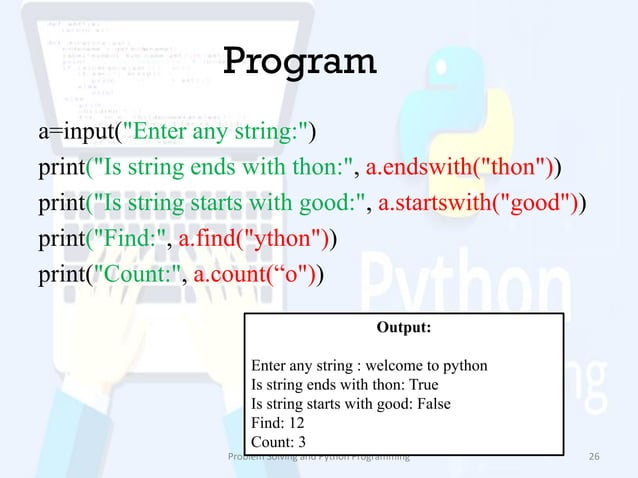 Program
a=input("Enter any string:")
print("Is string ends with thon:", a.endswith("thon"))
print("Is string starts with good:", a.startswith("good"))
print("Find:", a.find("ython"))
print("Count:", a.count(“o"))
Python
Output:
Enter any string : welcome to python
Is string ends with thon: True
Is string starts with good: False
Find: 12
Count: 3
Problem Solving and Python Programming
26